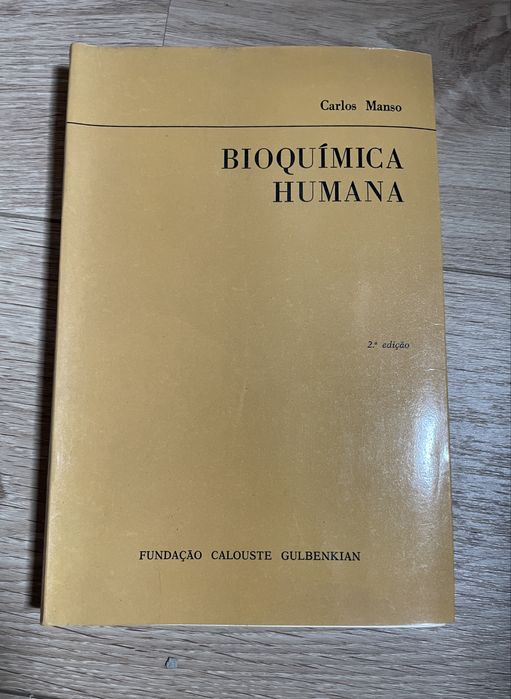 Carlos Manso
BIOQUÍMICA
HUMANA
2.ª edição
FUNDAÇÃO CALOUSTE GULBENKIAN